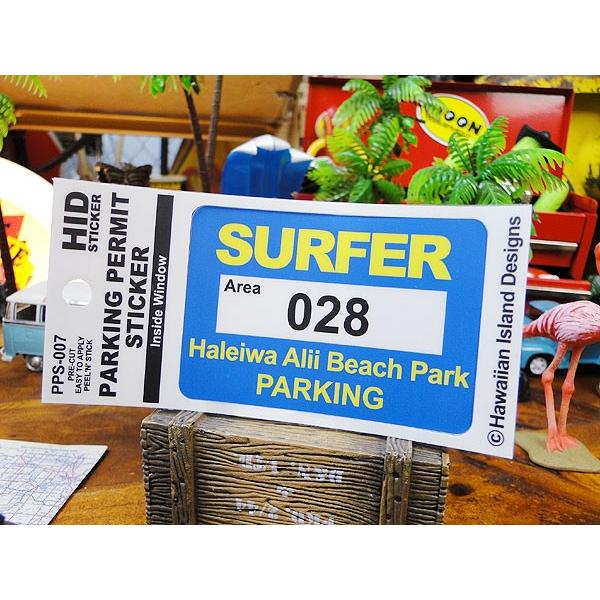 HID
STICKER
PARKING PERMIT
STICKER
Inside Window
PPS-007
PRE-CUT
EASY TO APPLY
PEEL'N' STICK
SURFER
Area
028
Haleiwa Alii Beach Park
PARKING
©Hawaiian Island Designs
OON